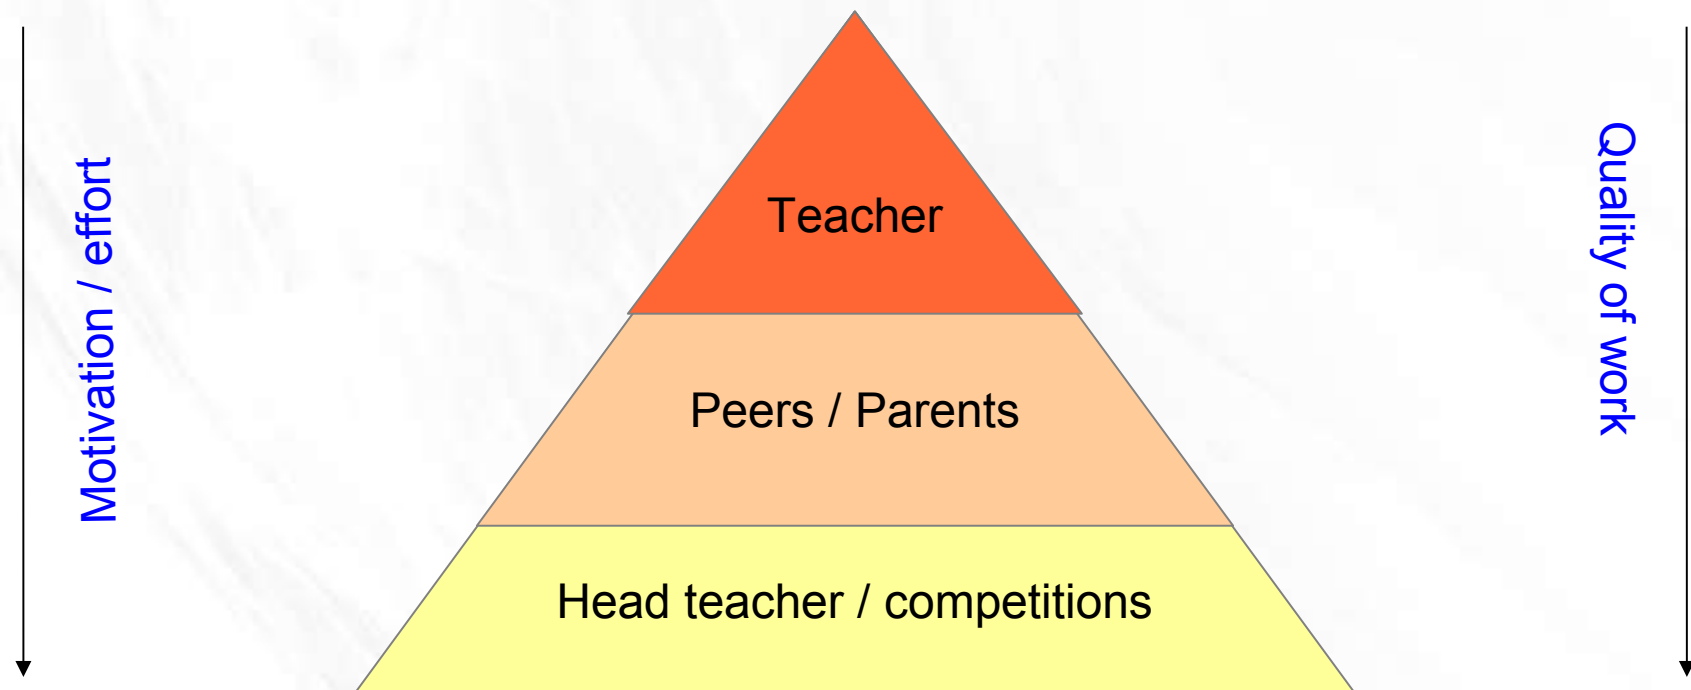 Motivation / effort
Teacher
Peers / Parents
Head teacher / competitions
Quality of work